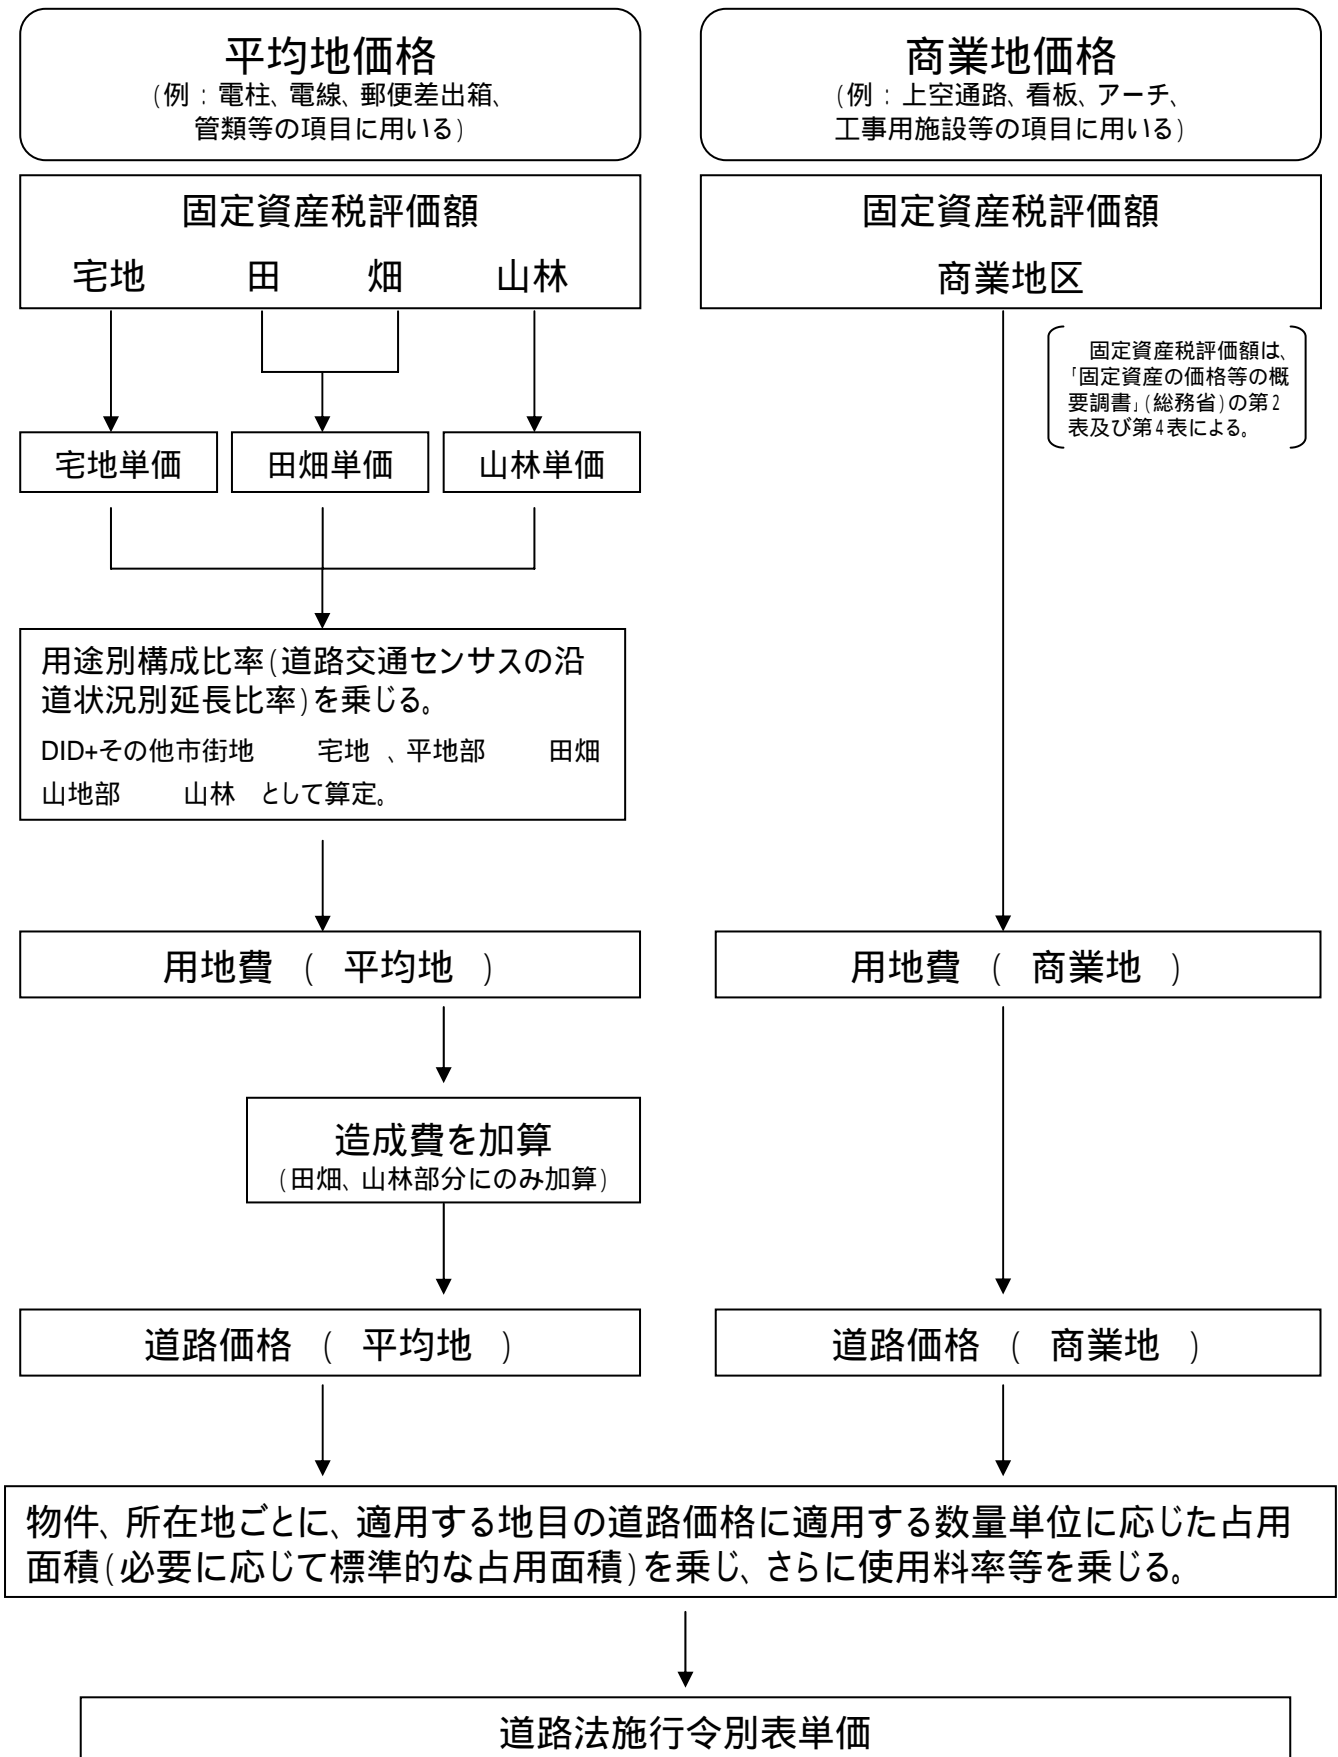 平均地価格
(例：電柱、電線、郵便差出箱、
管類等の項目に用いる)
商業地価格
(例：上空通路、看板、アーチ、
工事用施設等の項目に用いる)
固定資産税評価額
宅地 田 畑 山林
固定資産税評価額
商業地区
固定資産税評価額は、
「固定資産の価格等の概
要調書」(総務省)の第2
表及び第4表による。
宅地単価 田畑単価 山林単価
用途別構成比率(道路交通センサスの沿
道状況別延長比率)を乗じる。
DID+その他市街地 宅地 、平地部 田畑
山地部 山林 として算定。
用地費 ( 平均地 )
用地費 ( 商業地 )
造成費を加算
(田畑、山林部分にのみ加算)
道路価格 ( 平均地 )
道路価格 ( 商業地 )
物件、所在地ごとに、適用する地目の道路価格に適用する数量単位に応じた占用
面積(必要に応じて標準的な占用面積)を乗じ、さらに使用料率等を乗じる。
道路法施行令別表単価